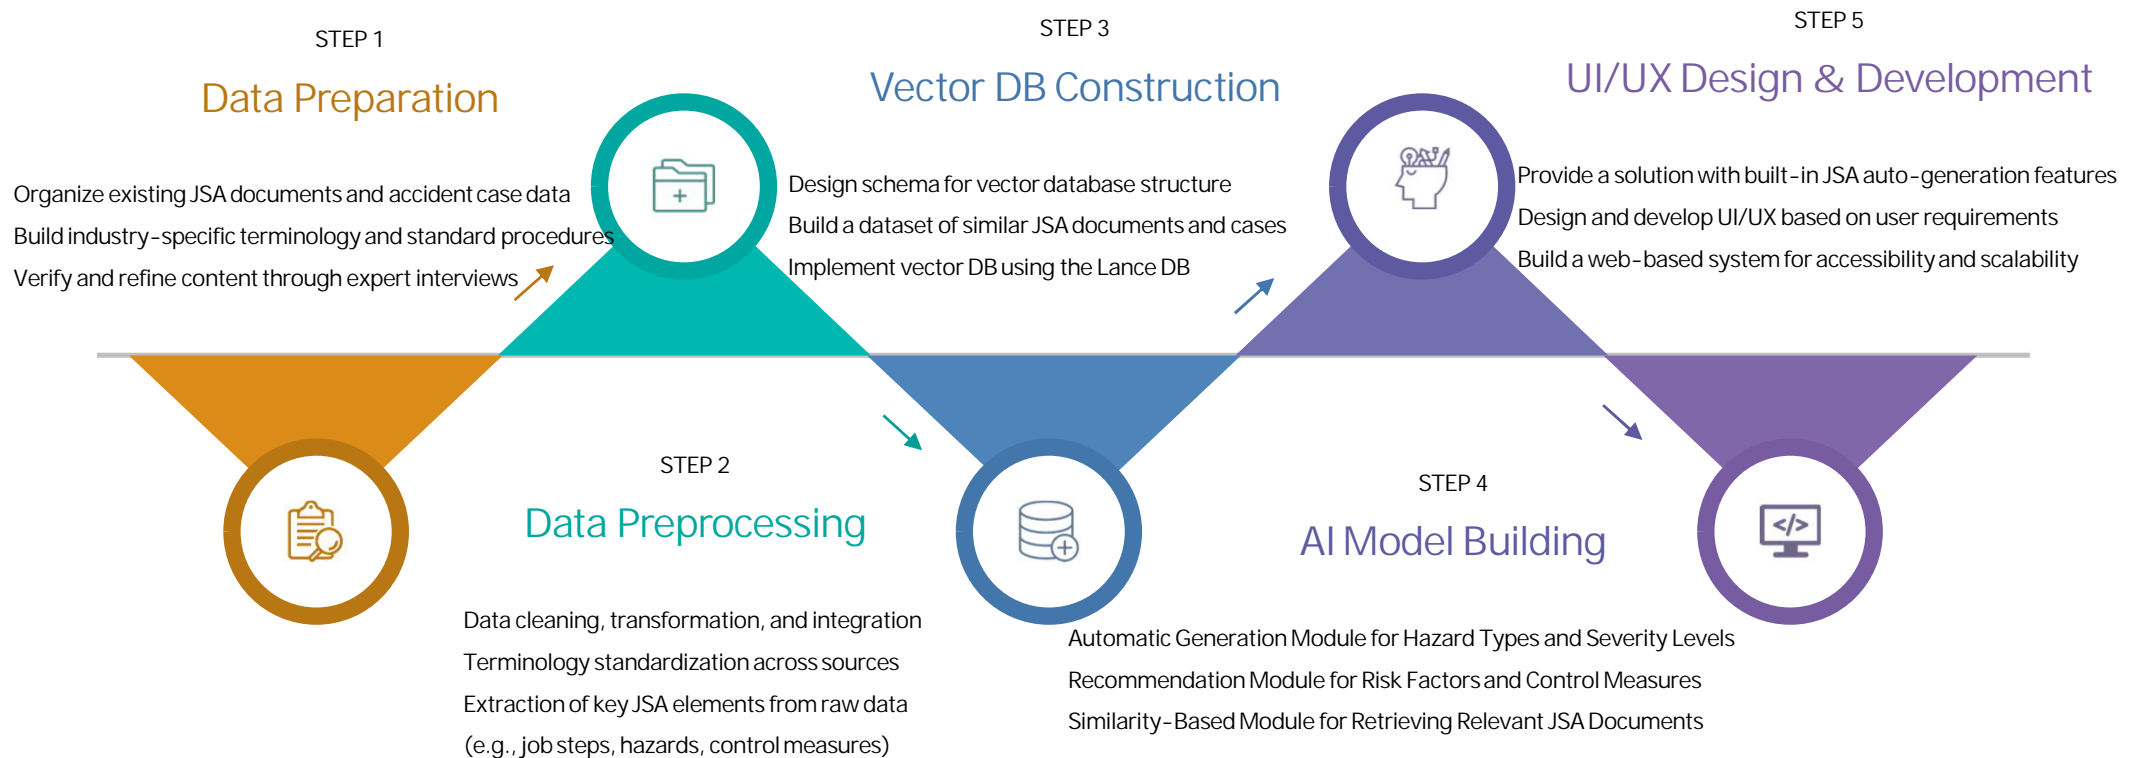 STEP 1
Data Preparation
Organize existing JSA documents and accident case data
Build industry-specific terminology and standard procedures
Verify and refine content through expert interviews
STEP 2
Data Preprocessing
Data cleaning, transformation, and integration
Terminology standardization across sources
Extraction of key JSA elements from raw data
(e.g., job steps, hazards, control measures)
STEP 3
Vector DB Construction
Design schema for vector database structure
Build a dataset of similar JSA documents and cases
Implement vector DB using the Lance DB
STEP 4
AI Model Building
Automatic Generation Module for Hazard Types and Severity Levels
Recommendation Module for Risk Factors and Control Measures
Similarity-Based Module for Retrieving Relevant JSA Documents
STEP 5
UI/UX Design & Development
Provide a solution with built-in JSA auto-generation features
Design and develop UI/UX based on user requirements
Build a web-based system for accessibility and scalability